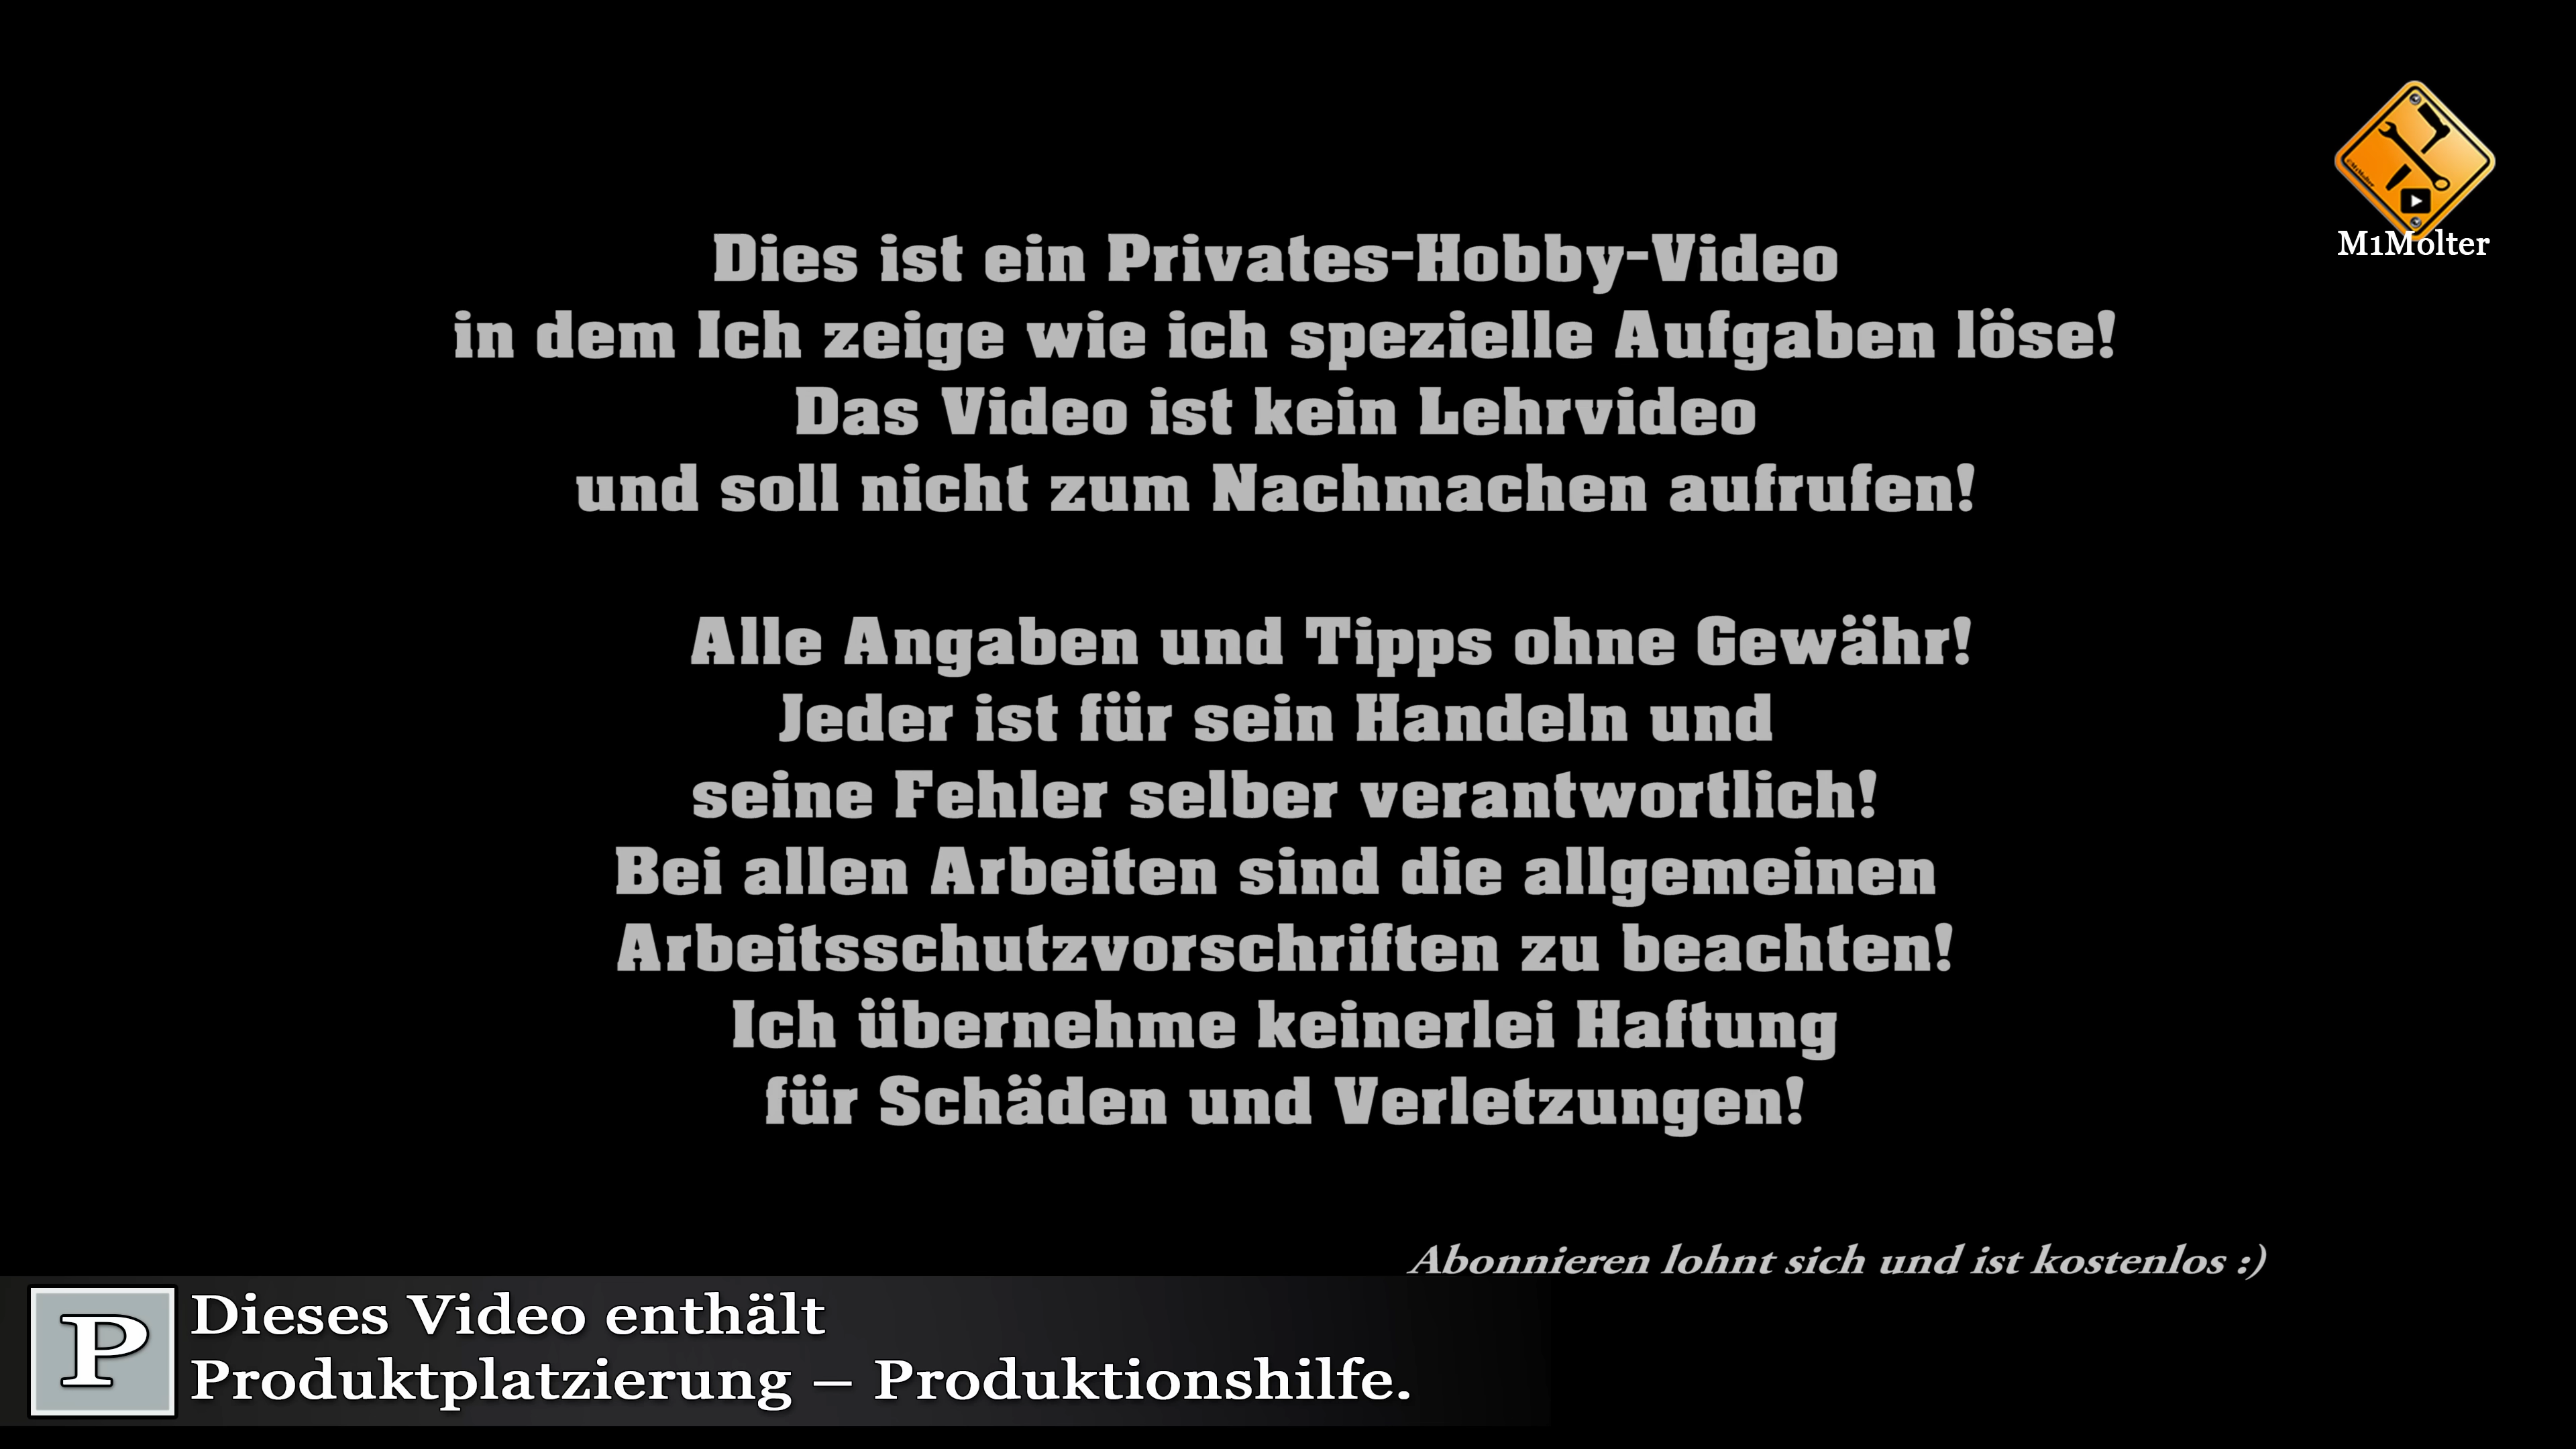 M1Molter
Dies ist ein Privates-Hobby-Video
in dem Ich zeige wie ich spezielle Aufgaben löse!
Das Video ist kein Lehrvideo
und soll nicht zum Nachmachen aufrufen!
Alle Angaben und Tipps ohne Gewähr!
Jeder ist für sein Handeln und
seine Fehler selber verantwortlich!
Bei allen Arbeiten sind die allgemeinen
Arbeitsschutzvorschriften zu beachten!
Ich übernehme keinerlei Haftung
für Schäden und Verletzungen!
Abonnieren lohnt sich und ist kostenlos :)
P
Dieses Video enthält
Produktplatzierung – Produktionshilfe.